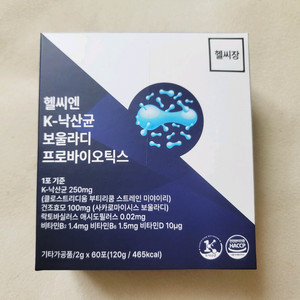 헬씨장
헬씨엔
K-낙산균
보울라디
프로바이오틱스
1포 기준
K-낙산균 250mg
(클로스트리디움 부티리쿰 스트레인 미야이리)
건조효모 100mg (사카로마이시스 보울라디)
락토바실러스 애시도필러스 0.02mg
비타민B₂ 1.4mg 비타민B₆ 1.5mg 비타민D 10μg
기타가공품/2g x 60포(120g / 465kcal)
HACCP